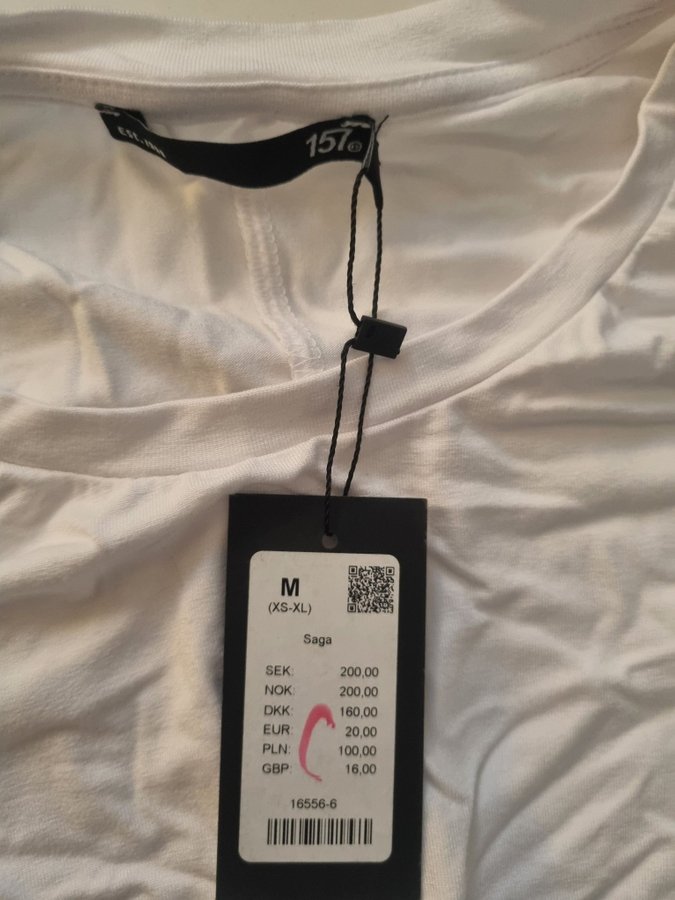 EST.
157
M
(XS-XL)
Saga
SEK: 200,00
NOK: 200,00
DKK: 160,00
EUR: 20,00
PLN: 100,00
GBP: 16,00
16556-6